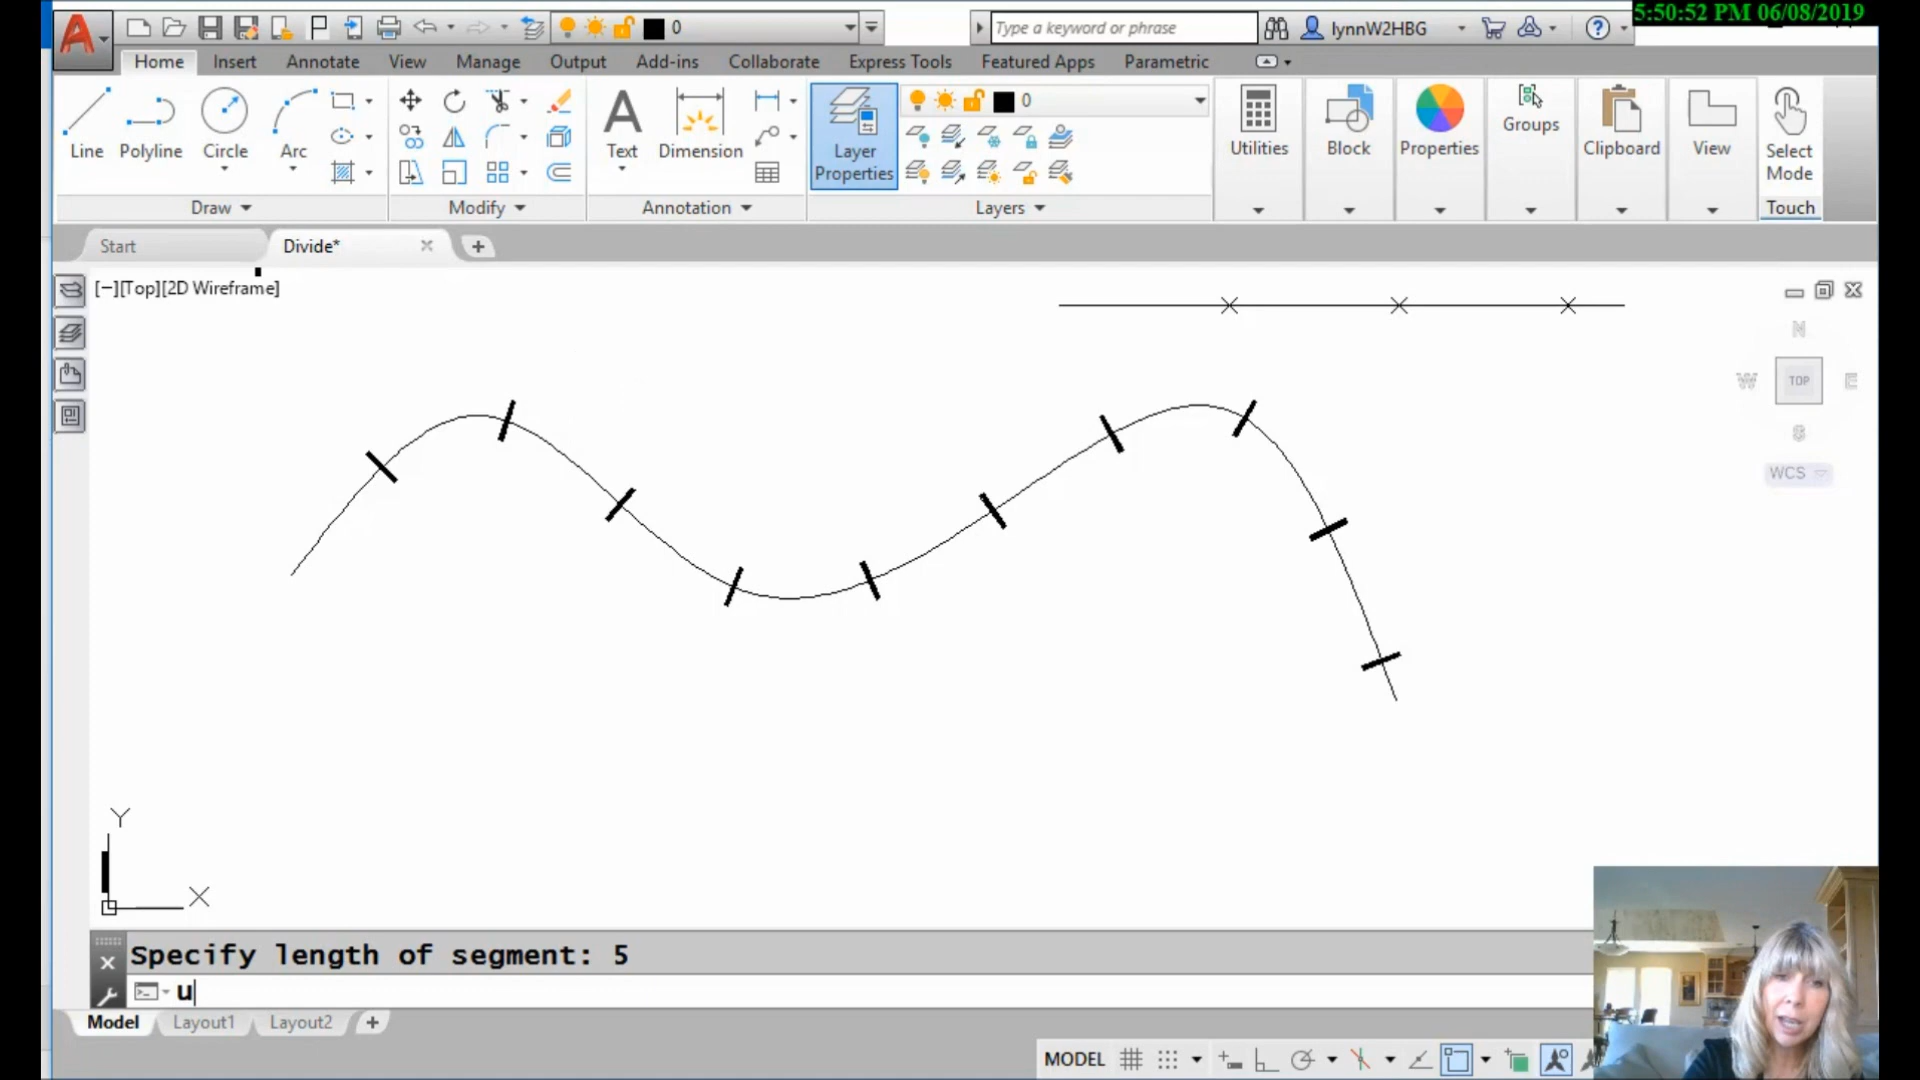 5:50:52 PM 06/08/2019
A
0
Type a keyword or phrase
lynnW2HBG
?
Home Insert Annotate View Manage Output Add-ins Collaborate Express Tools Featured Apps Parametric
Line Polyline Circle Arc
A
Text Dimension
Layer
Properties
0
Utilities Block Properties Groups Clipboard View Select
Mode
Draw Modify Annotation Layers Touch
Start Divide*
[−][Top][2D Wireframe]
N
W TOP E
S
WCS
Y
X
Specify length of segment: 5
u
Model Layout1 Layout2
MODEL